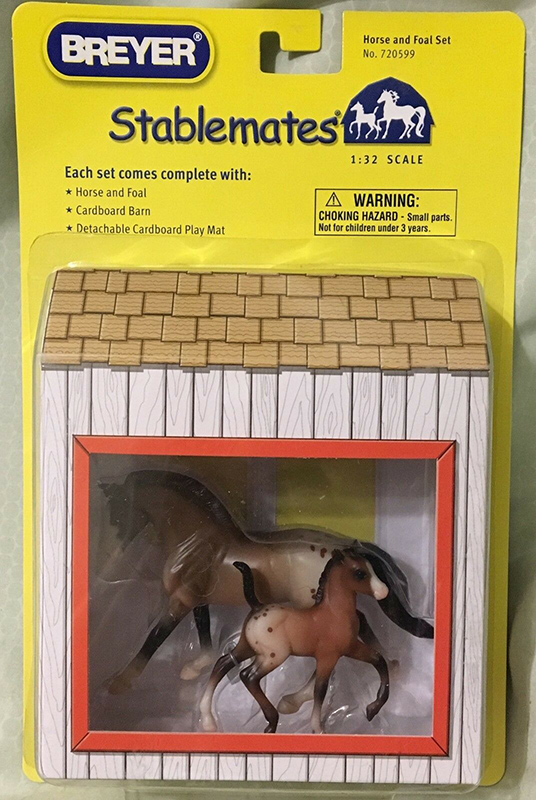 BREYER®
Horse and Foal Set
No. 720599
Stablemates®
1:32 SCALE
Each set comes complete with:
★ Horse and Foal
★ Cardboard Barn
★ Detachable Cardboard Play Mat
⚠ WARNING:
CHOKING HAZARD - Small parts.
Not for children under 3 years.